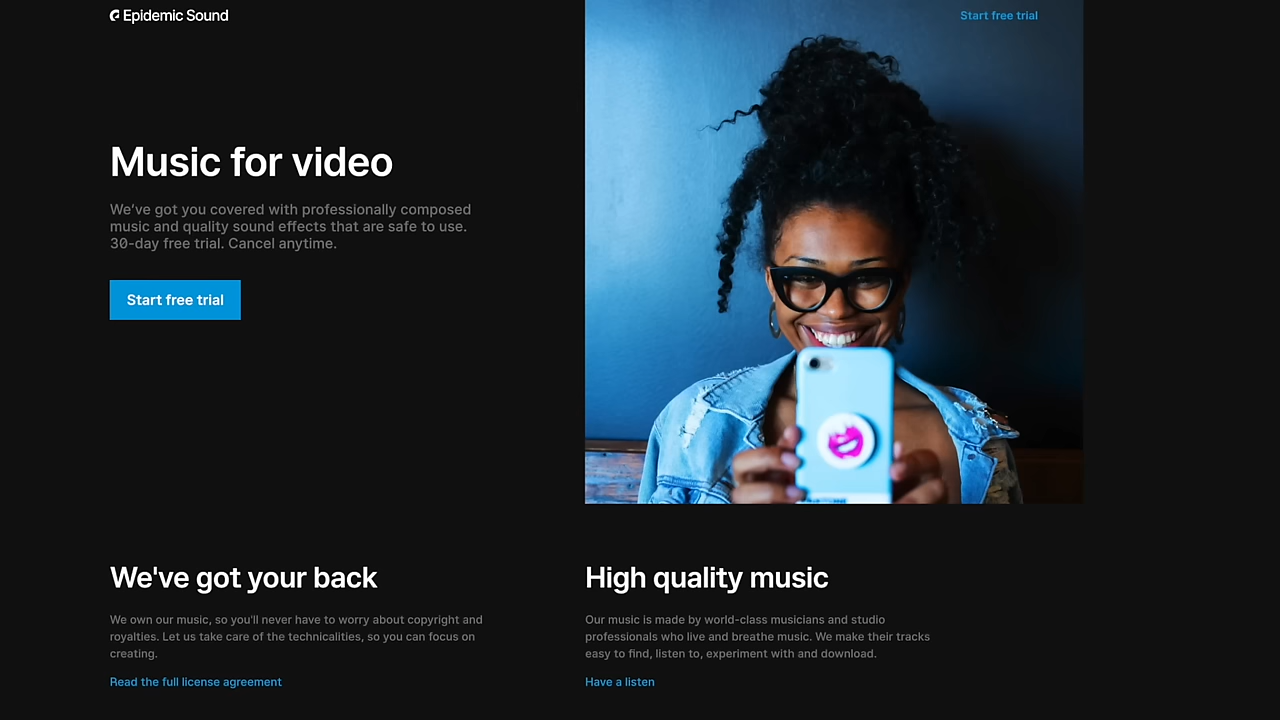 Epidemic Sound
Start free trial
Music for video
We've got you covered with professionally composed
music and quality sound effects that are safe to use.
30-day free trial. Cancel anytime.
Start free trial
We've got your back
We own our music, so you'll never have to worry about copyright and
royalties. Let us take care of the technicalities, so you can focus on
creating.
Read the full license agreement
High quality music
Our music is made by world-class musicians and studio
professionals who live and breathe music. We make their tracks
easy to find, listen to, experiment with and download.
Have a listen